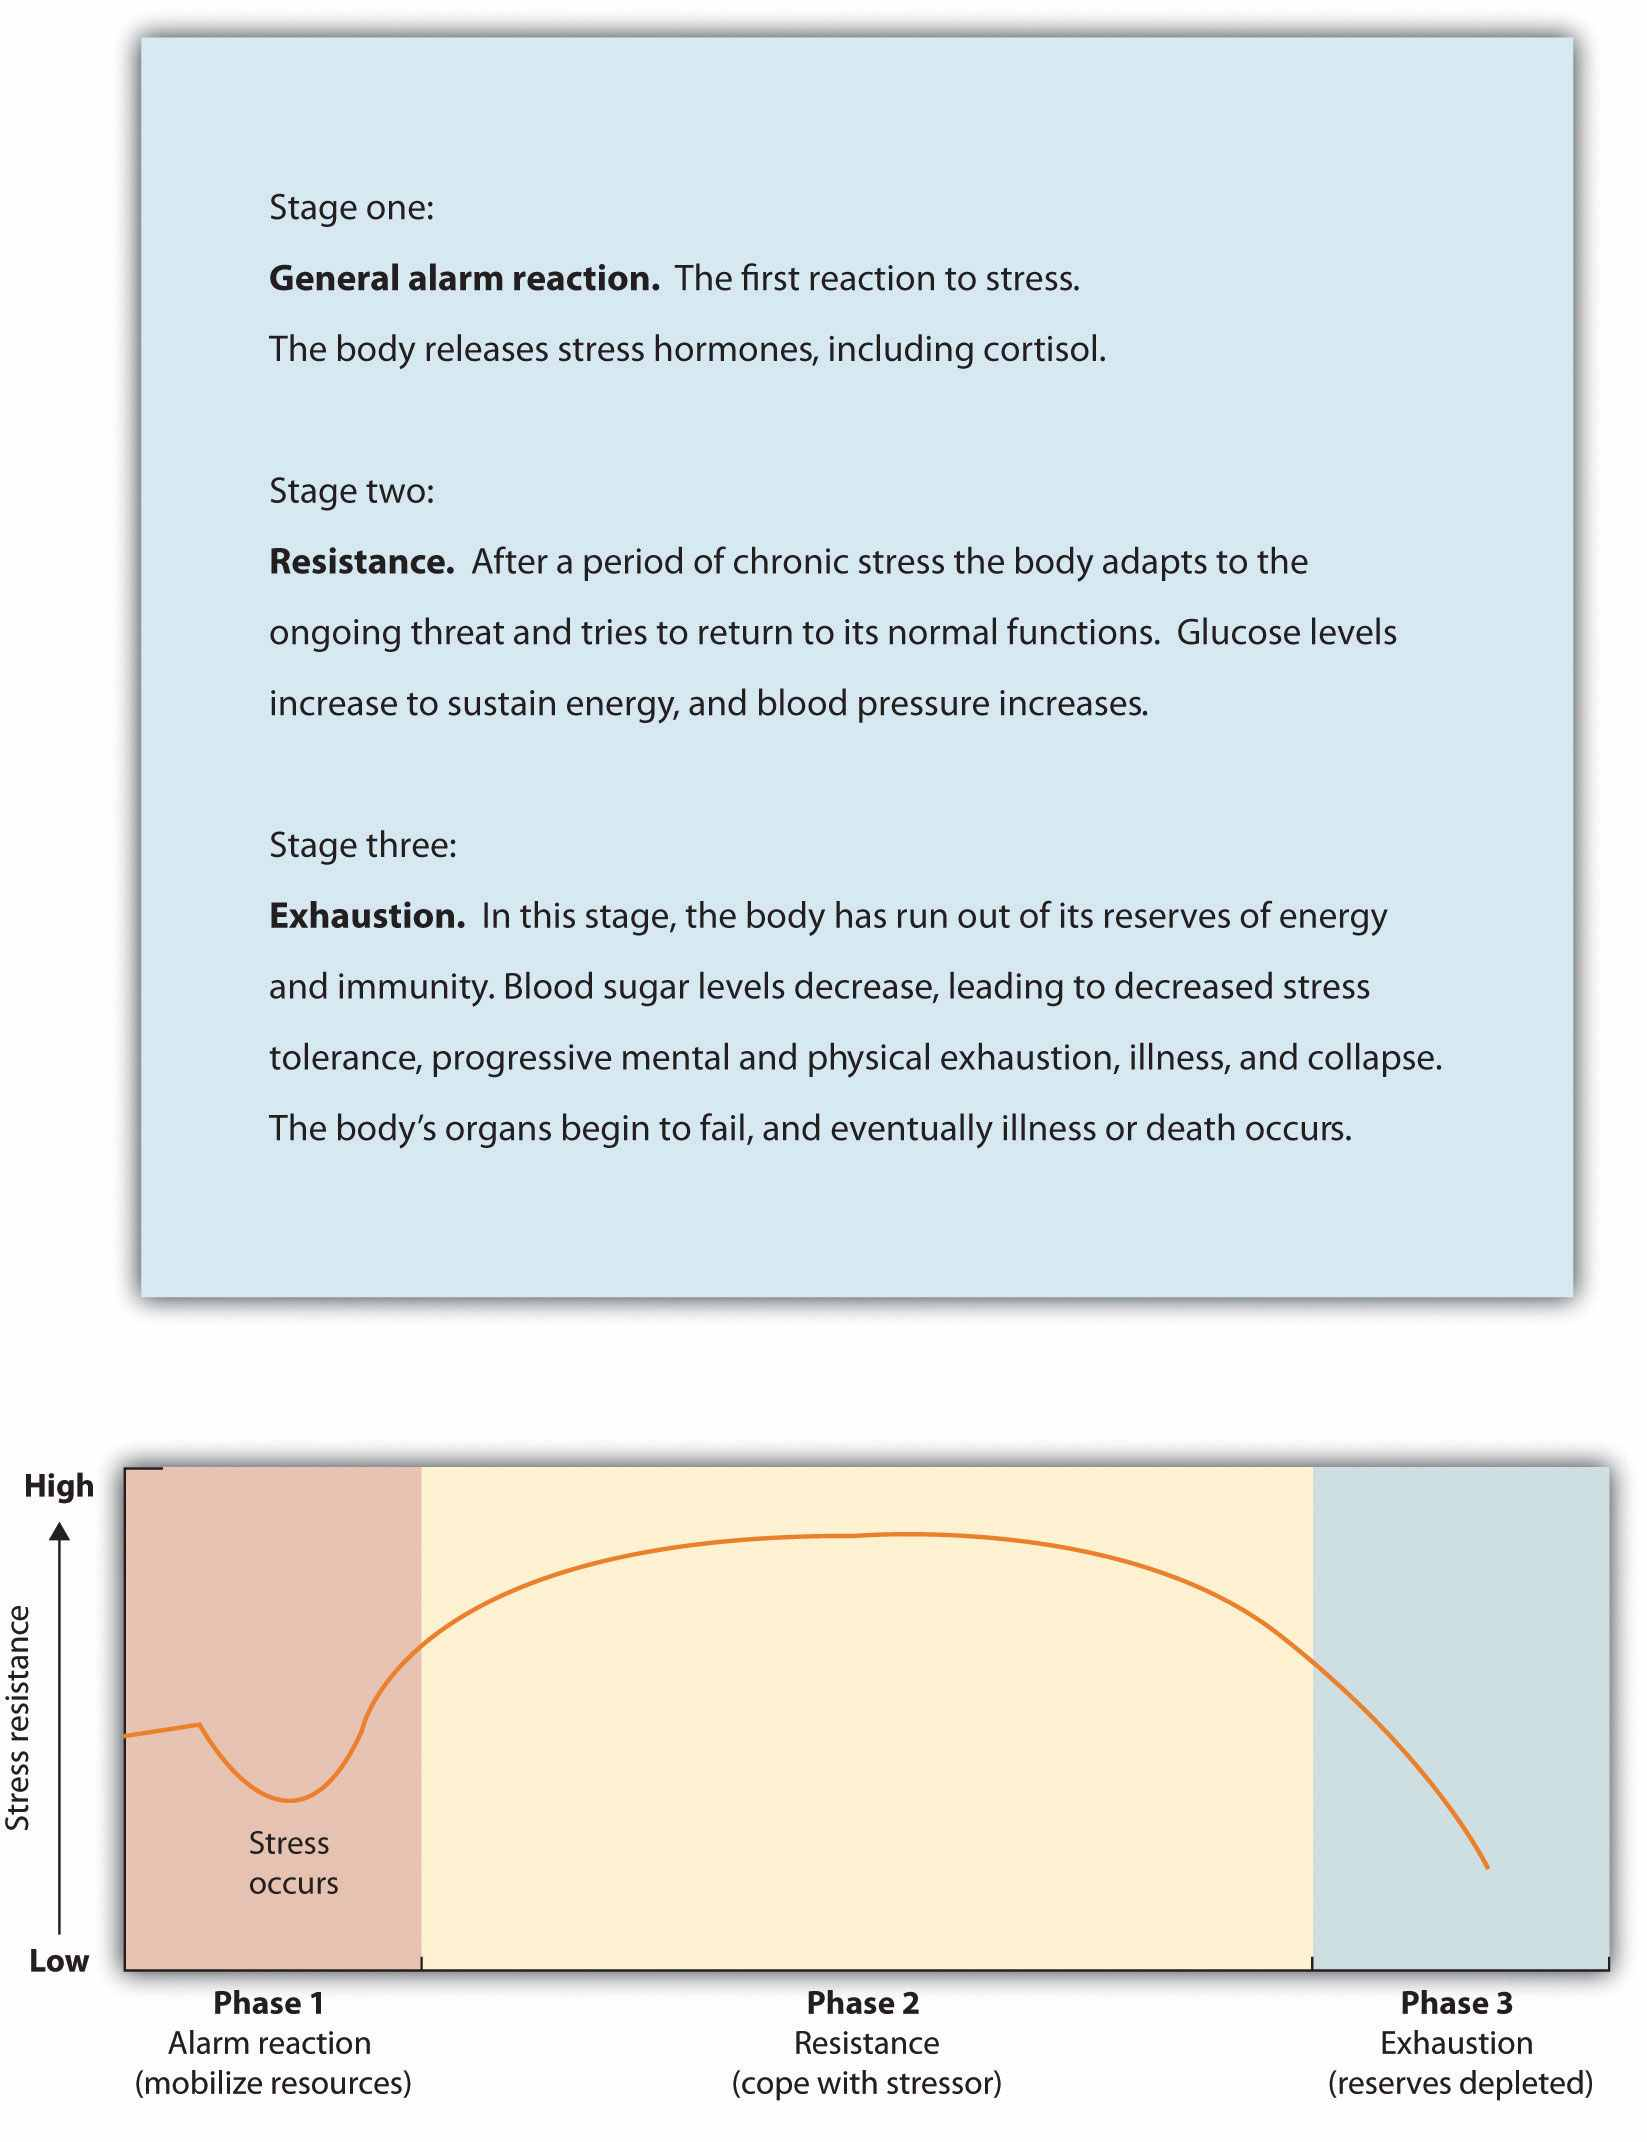 Stage one:
General alarm reaction. The first reaction to stress.
The body releases stress hormones, including cortisol.
Stage two:
Resistance. After a period of chronic stress the body adapts to the
ongoing threat and tries to return to its normal functions. Glucose levels
increase to sustain energy, and blood pressure increases.
Stage three:
Exhaustion. In this stage, the body has run out of its reserves of energy
and immunity. Blood sugar levels decrease, leading to decreased stress
tolerance, progressive mental and physical exhaustion, illness, and collapse.
The body’s organs begin to fail, and eventually illness or death occurs.
High
Stress resistance
Low
Stress
occurs
Phase 1
Alarm reaction
(mobilize resources)
Phase 2
Resistance
(cope with stressor)
Phase 3
Exhaustion
(reserves depleted)